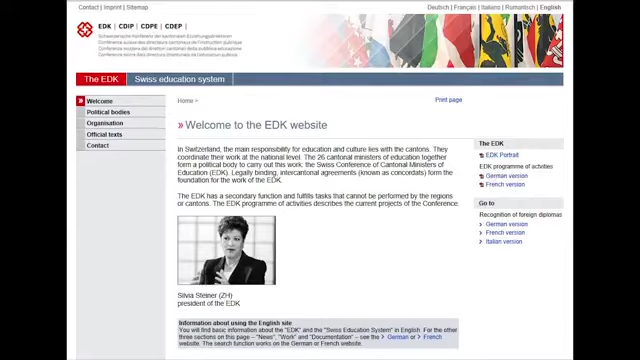 Contact | Imprint | Sitemap
Deutsch | Français | Italiano | Rumantsch | English
EDK | CDIP | CDPE | CDEP |
Schweizerische Konferenz der kantonalen Erziehungsdirektoren
Conférence suisse des directeurs cantonaux de l'instruction publique
Conferenza svizzera dei direttori cantonali della pubblica educazione
Conferenza svizra dals directurs chantunals da l'educaziun publica
The EDK
Swiss education system
Welcome
Political bodies
Organisation
Official texts
Contact
Home >
Print page
» Welcome to the EDK website
In Switzerland, the main responsibility for education and culture lies with the cantons. They
coordinate their work at the national level. The 26 cantonal ministers of education together
form a political body to carry out this work: the Swiss Conference of Cantonal Ministers of
Education (EDK). Legally binding, intercantonal agreements (known as concordats) form the
foundation for the work of the EDK.
The EDK has a secondary function and fulfills tasks that cannot be performed by the regions
or cantons. The EDK programme of activities describes the current projects of the Conference.
Silvia Steiner (ZH)
president of the EDK
Information about using the English site
You will find basic information about the "EDK" and the "Swiss Education System" in English. For the other
three sections on this page – "News", "Work" and "Documentation" – see the > German or > French
website. The search function works on the German or French website.
The EDK
EDK Portrait
EDK programme of activities
German version
French version
Go to
Recognition of foreign diplomas
German version
French version
Italian version